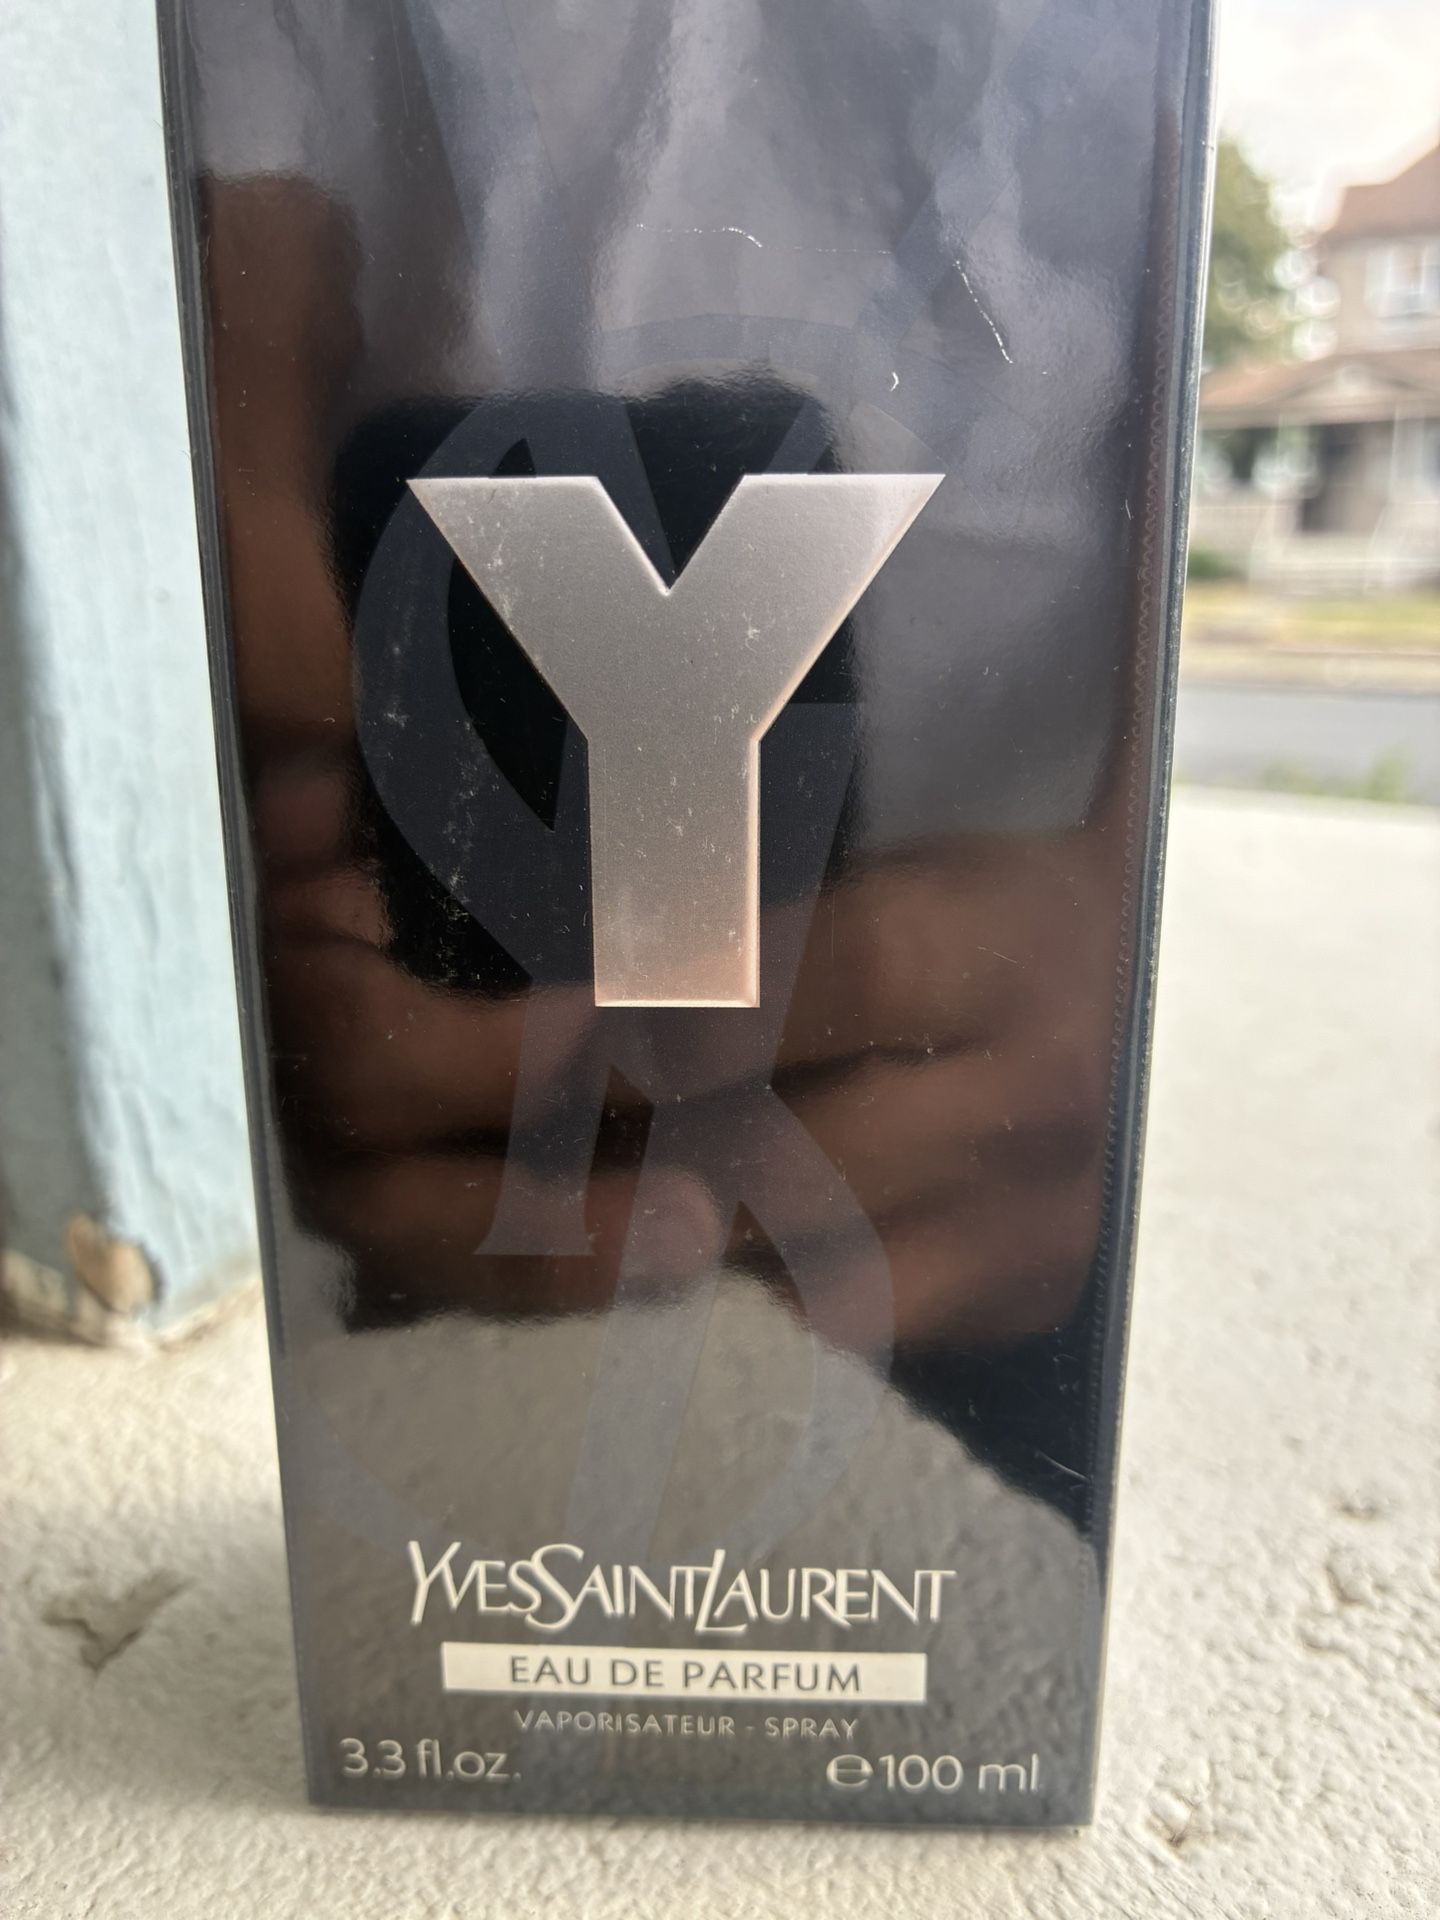 Y
YVESSAINTLAURENT
EAU DE PARFUM
VAPORISATEUR - SPRAY
3.3 fl.oz. ℮100 ml